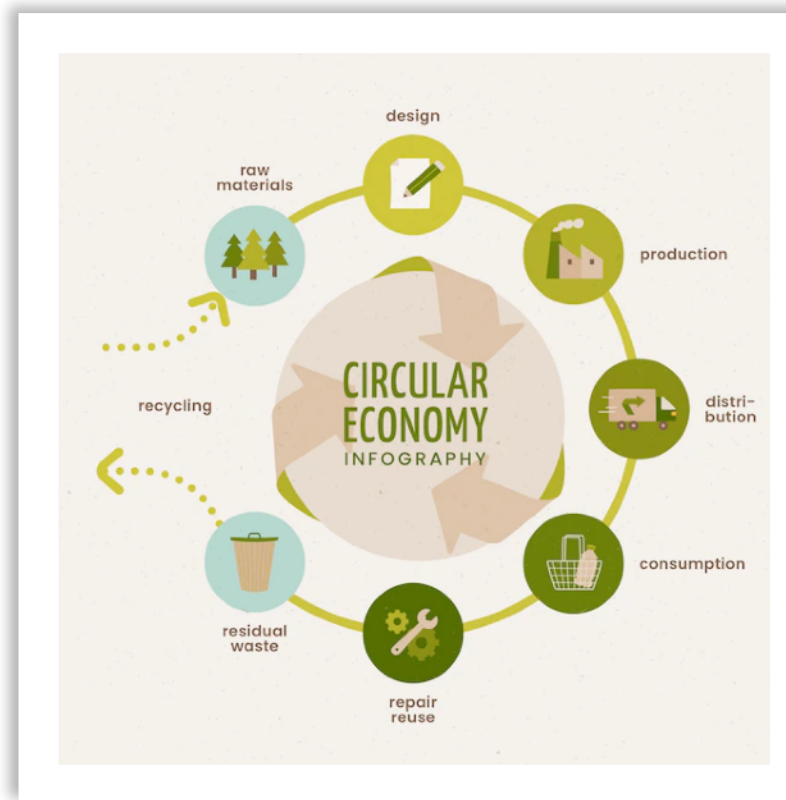 design
raw
materials
production
distri-
bution
consumption
repair
reuse
residual
waste
recycling
CIRCULAR
ECONOMY
INFOGRAPHY